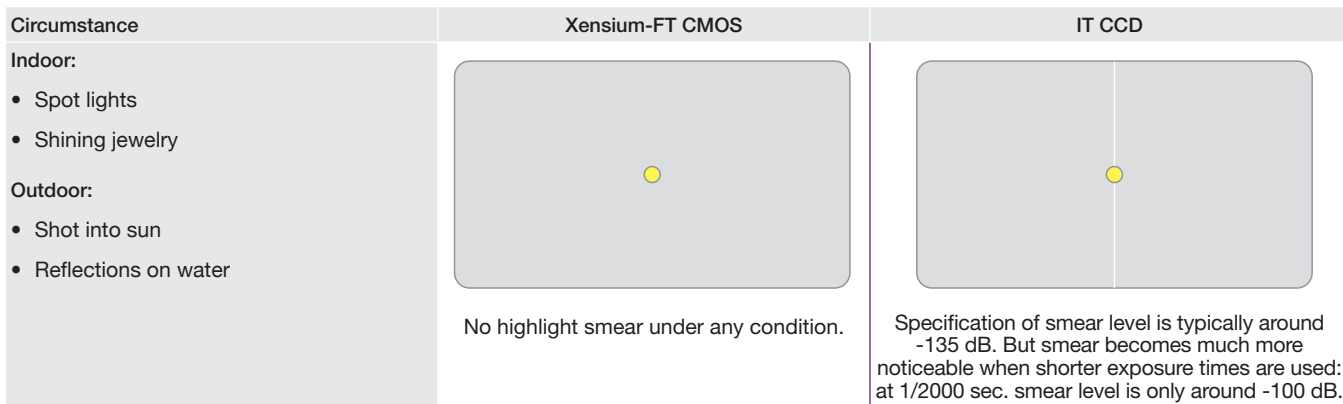 Circumstance
Xensium-FT CMOS
IT CCD
Indoor:
• Spot lights
• Shining jewelry
Outdoor:
• Shot into sun
• Reflections on water
No highlight smear under any condition.
Specification of smear level is typically around
-135 dB. But smear becomes much more
noticeable when shorter exposure times are used:
at 1/2000 sec. smear level is only around -100 dB.